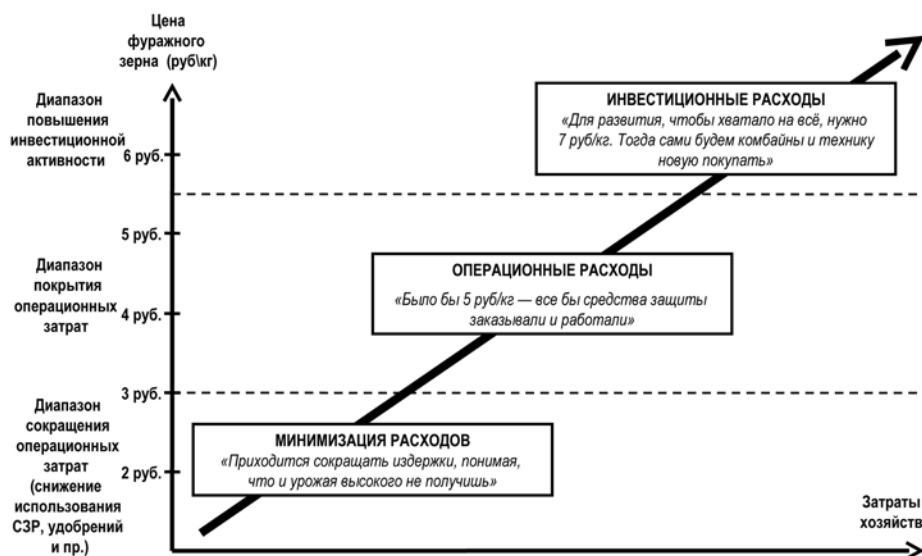 Цена
фуражного
зерна (руб\кг)
Диапазон
повышения
инвестиционной
активности
6 руб.
ИНВЕСТИЦИОННЫЕ РАСХОДЫ
«Для развития, чтобы хватало на всё, нужно
7 руб/кг. Тогда сами будем комбайны и технику
новую покупать»
5 руб.
Диапазон
покрытия
операционных
затрат
4 руб.
ОПЕРАЦИОННЫЕ РАСХОДЫ
«Было бы 5 руб/кг — все бы средства защиты
заказывали и работали»
3 руб.
Диапазон
сокращения
операционных
затрат
(снижение
использования
СЗР, удобрений
и пр.)
2 руб.
МИНИМИЗАЦИЯ РАСХОДОВ
«Приходится сокращать издержки, понимая,
что и урожая высокого не получишь»
Затраты
хозяйств